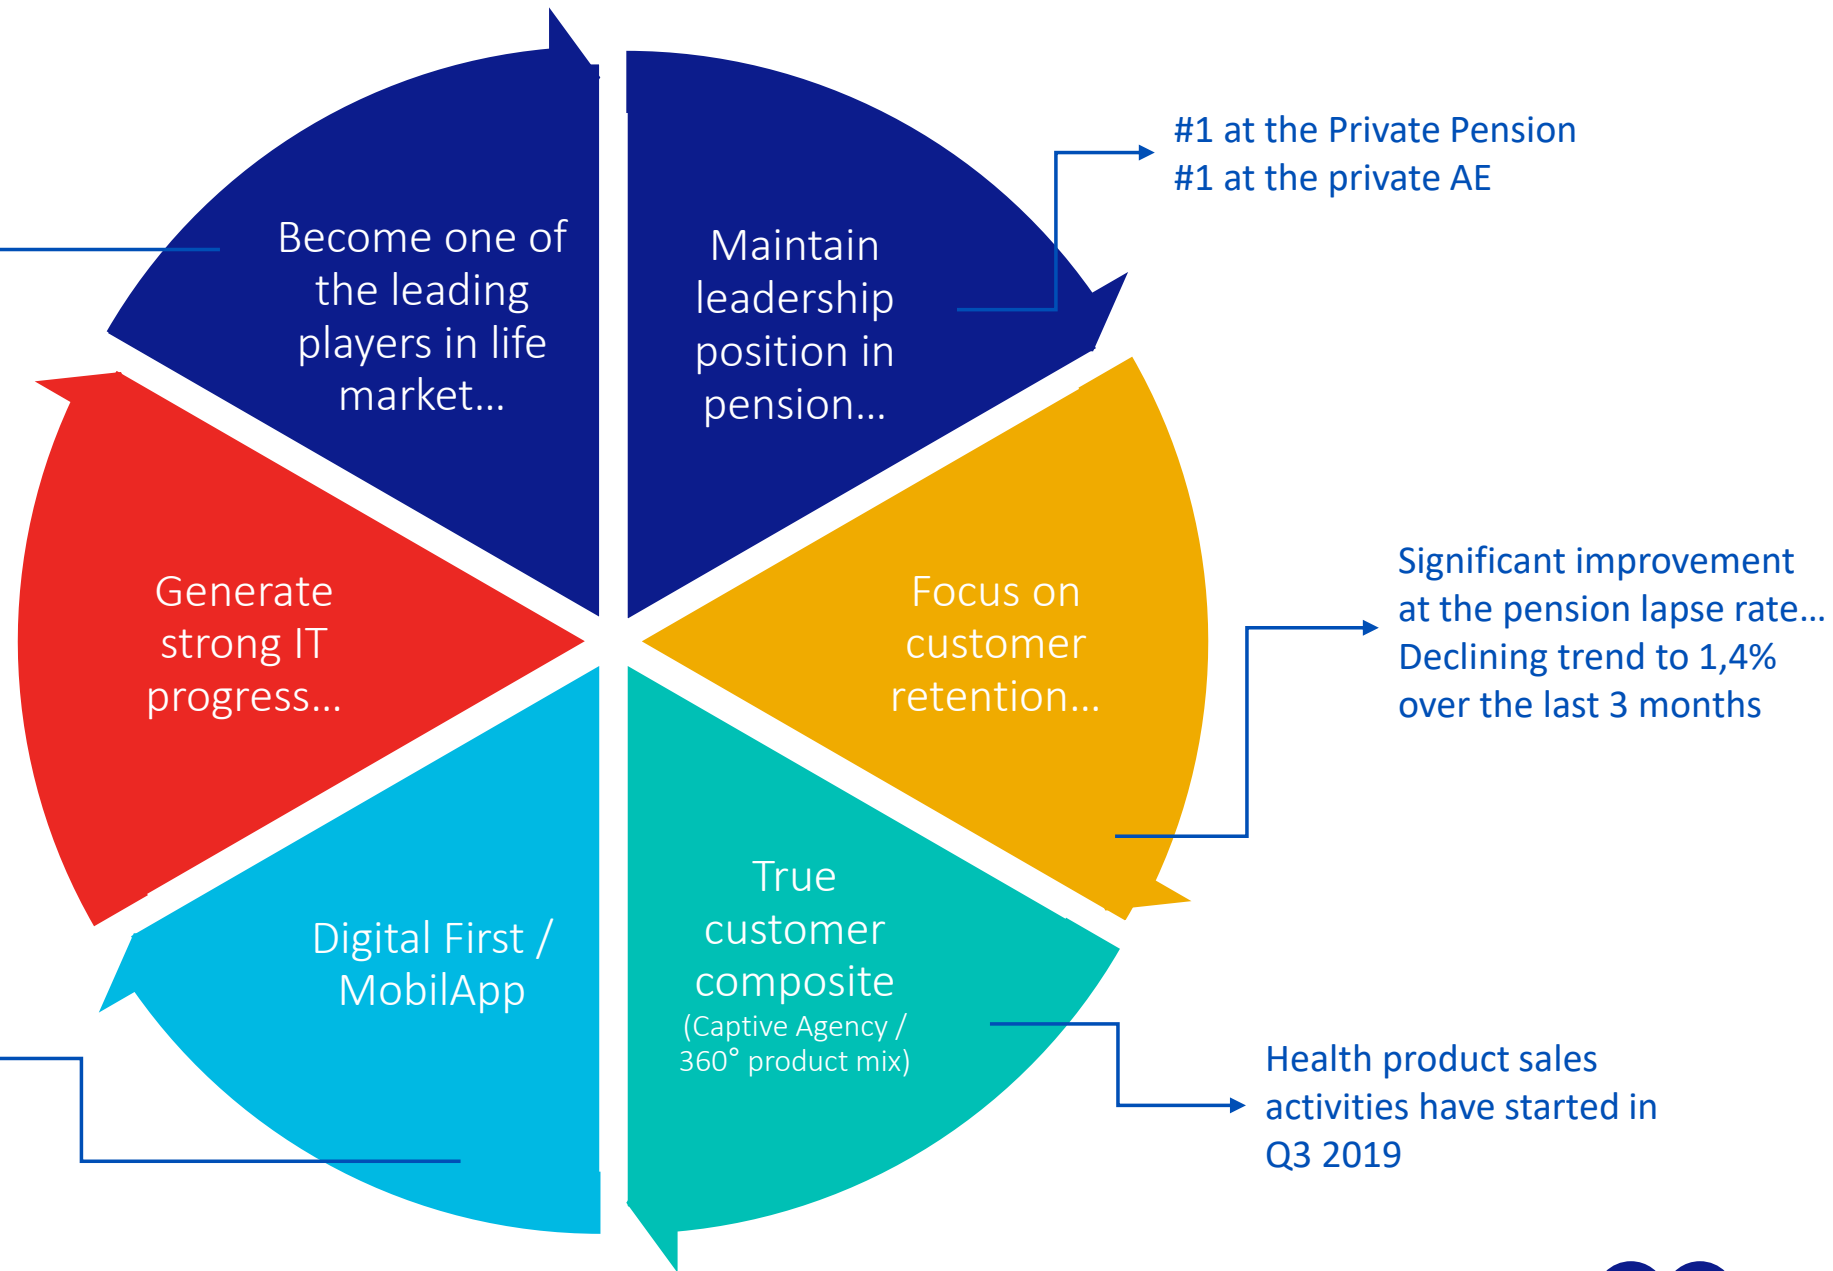 Become one of
the leading
players in life
market...
Maintain
leadership
position in
pension...
#1 at the Private Pension
#1 at the private AE
Generate
strong IT
progress...
Focus on
customer
retention...
Significant improvement
at the pension lapse rate...
Declining trend to 1,4%
over the last 3 months
Digital First /
MobilApp
True
customer
composite
(Captive Agency /
360° product mix)
Health product sales
activities have started in
Q3 2019